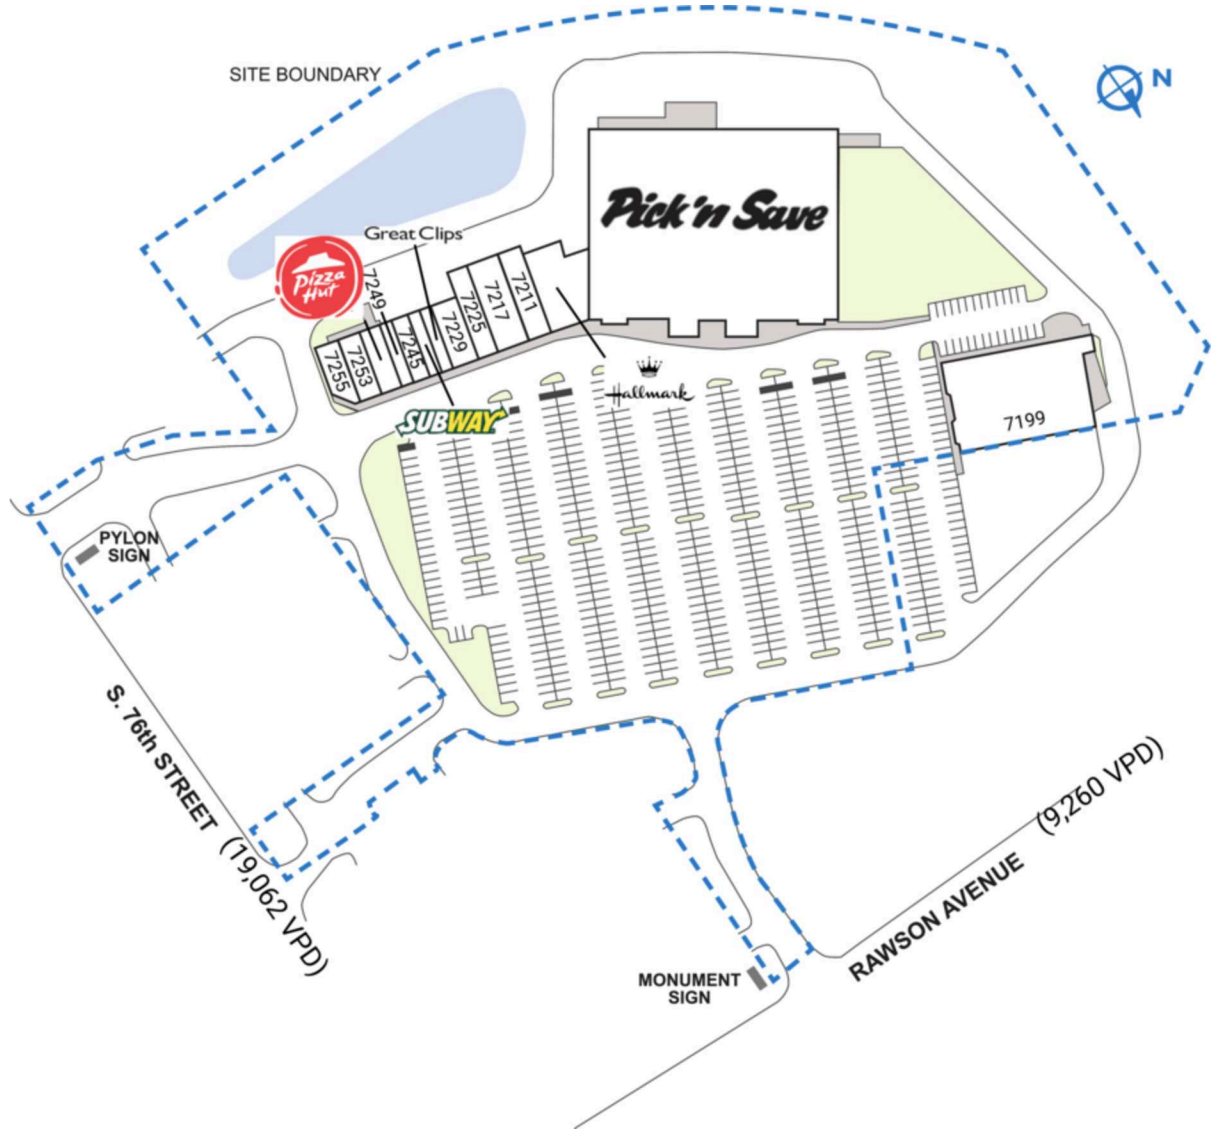 SITE BOUNDARY
N
Pick 'n Save
Great Clips
Pizza
Hut
7249
7211
7217
7225
7229
7245
7253
7255
Hallmark
SUBWAY
7199
PYLON
SIGN
S. 76th STREET (19,062 VPD)
(9,260 VPD)
RAWSON AVENUE
MONUMENT
SIGN